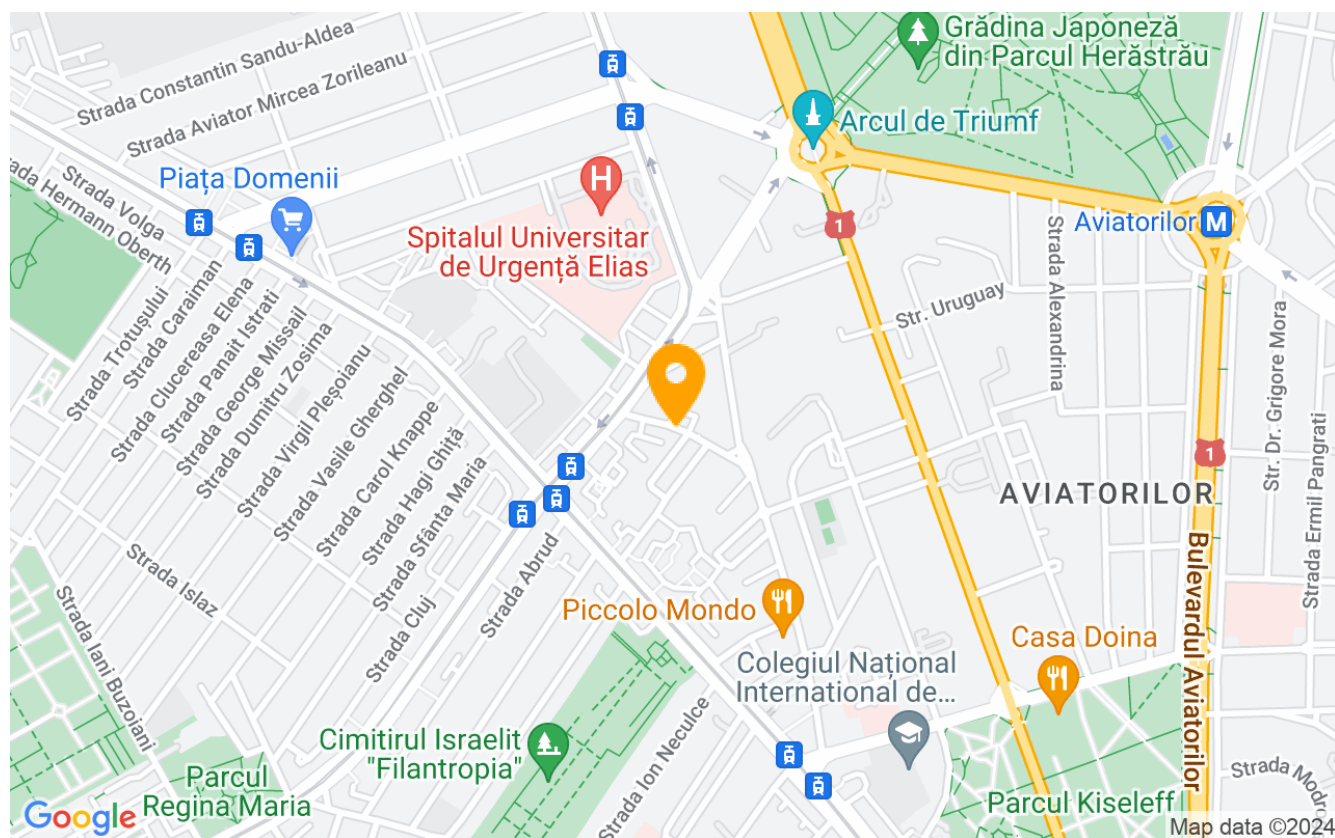 Grădina Japoneză
din Parcul Herăstrău
Strada Constantin Sandu-Aldea
Strada Aviator Mircea Zorileanu
Arcul de Triumf
Piața Domenii
H
Strada Volga
Strada Hermann Oberth
1
Aviatorilor
M
Spitalul Universitar
de Urgență Elias
Strada Alexandrina
Str. Uruguay
Str. Dr. Grigore Mora
Strada Trotușului
Strada Caraiman
Strada Clucereasa Elena
Strada Panait Istrati
Strada George Missail
Strada Dumitru Zosima
Strada Virgil Pleșoianu
Strada Vasile Gherghel
Strada Carol Knappe
Strada Hagi Ghiță
Strada Sfânta Maria
1
AVIATORILOR
Strada Ermil Pangrati
Strada Islaz
Strada Abrud
Strada Cluj
Bulevardul Aviatorilor
Piccolo Mondo
Casa Doina
Strada Iani Buzoiani
Colegiul Național
International de...
Cimitirul Israelit
"Filantropia"
Strada Ion Neculce
Parcul
Regina Maria
Parcul Kiseleff
Strada Modro
Google
Map data ©2024